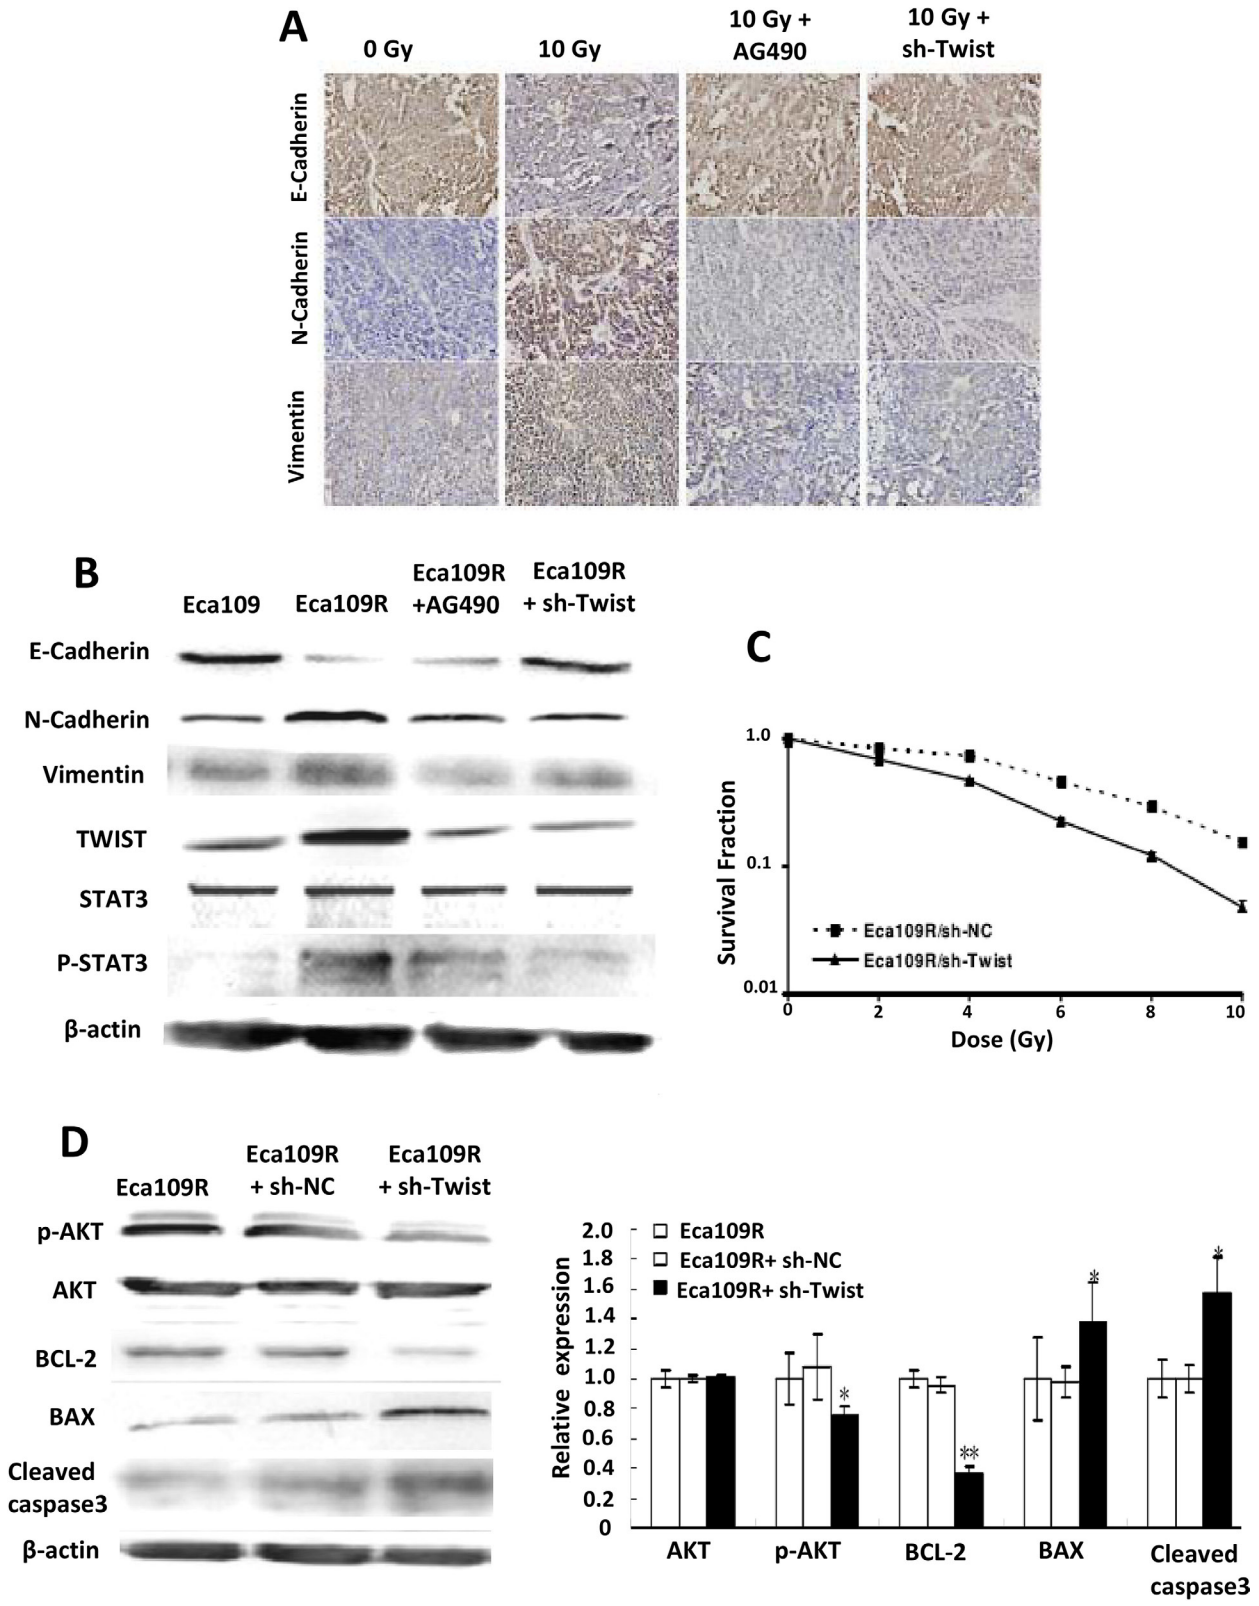 A
0 Gy
10 Gy
10 Gy +
AG490
10 Gy +
sh-Twist
E-Cadherin
N-Cadherin
Vimentin
B
Eca109
Eca109R
Eca109R
+AG490
Eca109R
+ sh-Twist
E-Cadherin
N-Cadherin
Vimentin
TWIST
STAT3
P-STAT3
β-actin
C
Survival Fraction
1.0
0.1
0.01
Eca109R/sh-NC
Eca109R/sh-Twist
0 2 4 6 8 10
Dose (Gy)
D
Eca109R
Eca109R
+ sh-NC
Eca109R
+ sh-Twist
p-AKT
AKT
BCL-2
BAX
Cleaved
caspase3
β-actin
Relative expression
2.0
1.8
1.6
1.4
1.2
1.0
0.8
0.6
0.4
0.2
0
Eca109R
Eca109R+ sh-NC
Eca109R+ sh-Twist
*
**
*
*
AKT
p-AKT
BCL-2
BAX
Cleaved
caspase3